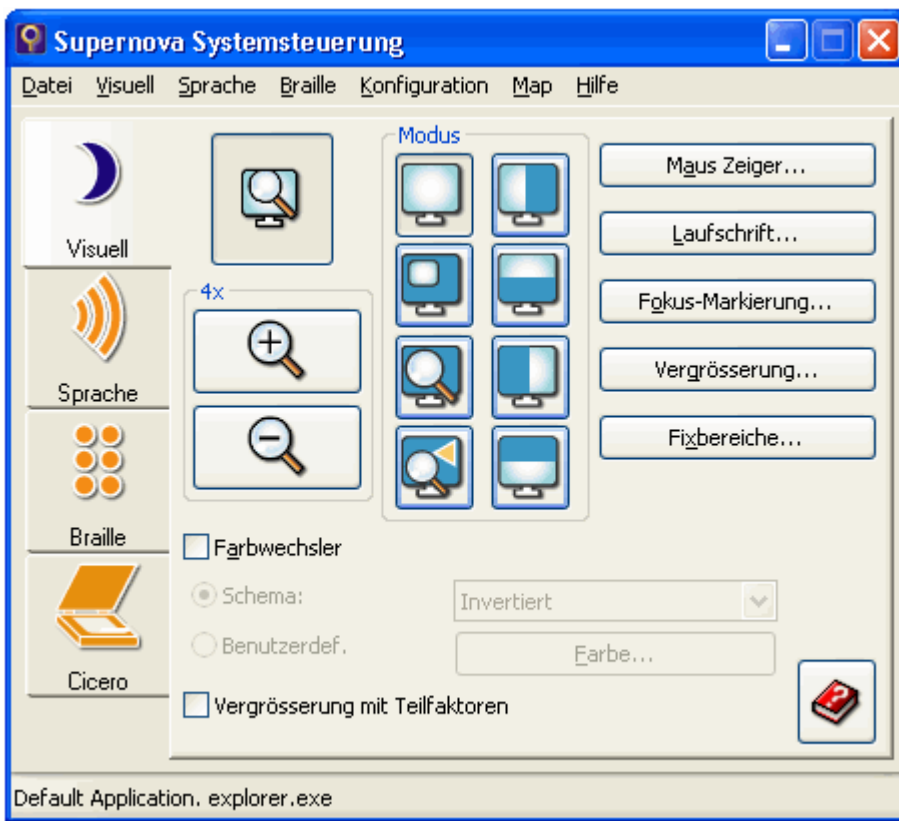 Supernova Systemsteuerung
Datei Visuell Sprache Braille Konfiguration Map Hilfe
Visuell
Sprache
Braille
Cicero
4x
Modus
Maus Zeiger...
Laufschrift...
Fokus-Markierung...
Vergrösserung...
Fixbereiche...
Farbwechsler
Schema:
Invertiert
Benutzerdef.
Farbe...
Vergrösserung mit Teilfaktoren
?
Default Application. explorer.exe